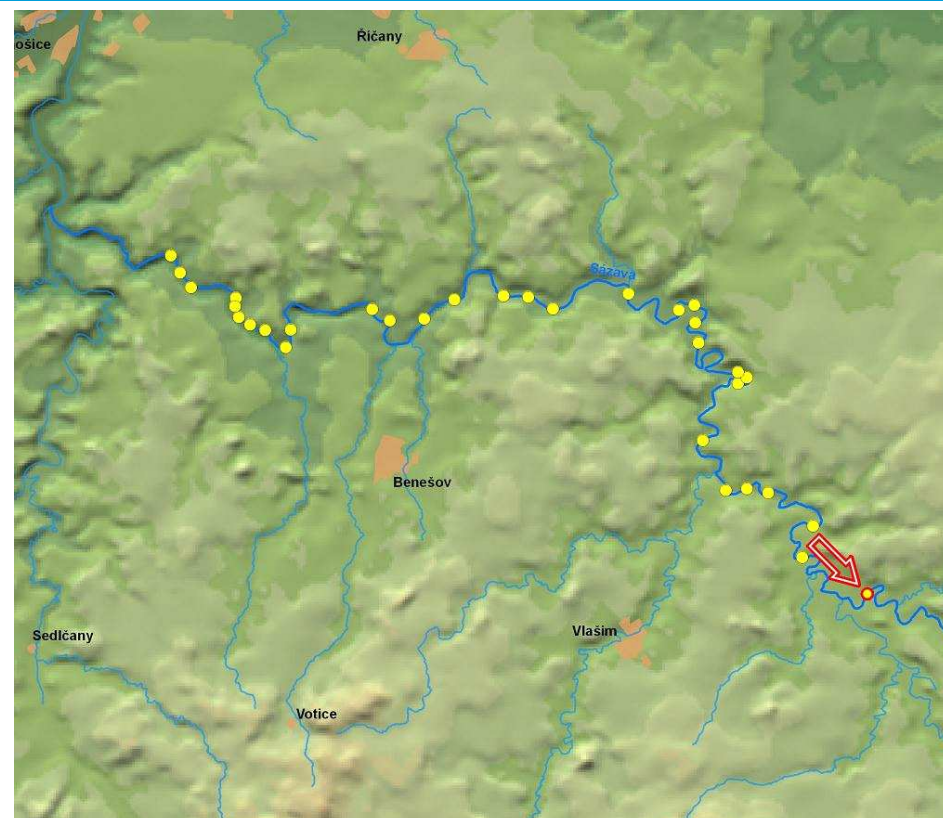 ošice
Říčany
Sázava
Benešov
Sedlčany
Vlašim
Votice